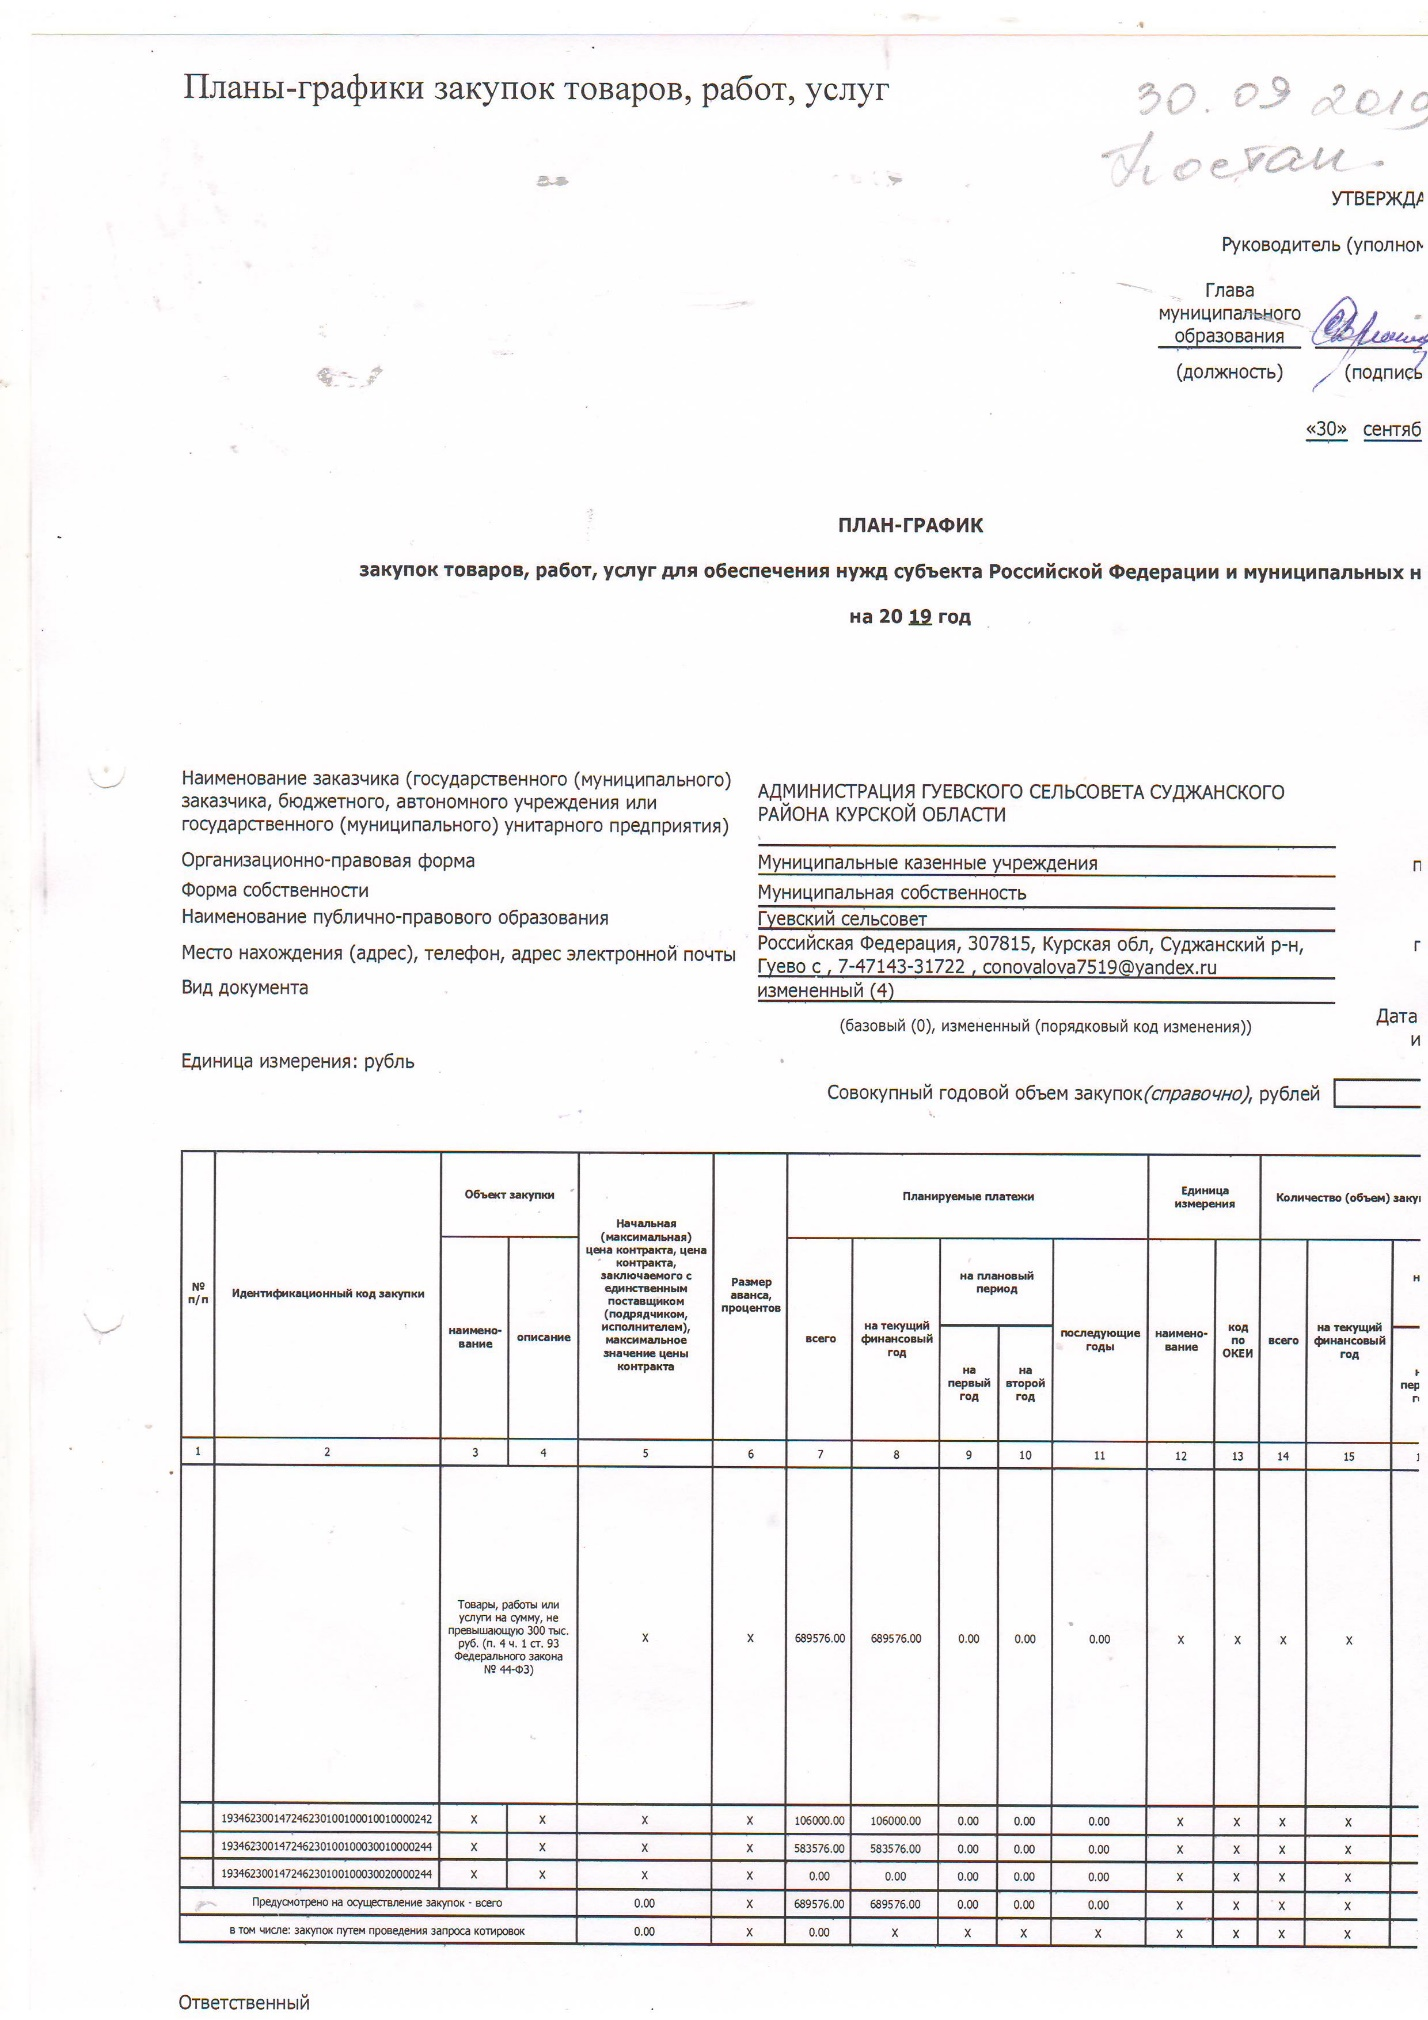 Планы-графики закупок товаров, работ, услуг
30. 09 2019
УТВЕРЖДА
Руководитель (уполном
Глава
муниципального
образования
(должность)
(подпись
«30» сентяб
ПЛАН-ГРАФИК
закупок товаров, работ, услуг для обеспечения нужд субъекта Российской Федерации и муниципальных н
на 20 19 год
Наименование заказчика (государственного (муниципального)
заказчика, бюджетного, автономного учреждения или
государственного (муниципального) унитарного предприятия)
АДМИНИСТРАЦИЯ ГУЕВСКОГО СЕЛЬСОВЕТА СУДЖАНСКОГО
РАЙОНА КУРСКОЙ ОБЛАСТИ
Организационно-правовая форма
Муниципальные казенные учреждения
п
Форма собственности
Муниципальная собственность
Наименование публично-правового образования
Гуевский сельсовет
Место нахождения (адрес), телефон, адрес электронной почты
Российская Федерация, 307815, Курская обл, Суджанский р-н,
Гуево с , 7-47143-31722 , conovalova7519@yandex.ru
г
Вид документа
измененный (4)
(базовый (0), измененный (порядковый код изменения))
Дата
и
Единица измерения: рубль
Совокупный годовой объем закупок(справочно), рублей
№
п/п
Идентификационный код закупки
Объект закупки
наимено-
вание
описание
Начальная
(максимальная)
цена контракта, цена
контракта,
заключаемого с
единственным
поставщиком
(подрядчиком,
исполнителем),
максимальное
значение цены
контракта
Размер
аванса,
процентов
Планируемые платежи
всего
на текущий
финансовый
год
на плановый
период
на
первый
год
на
второй
год
последующие
годы
Единица
измерения
наимено-
вание
код
по
ОКЕИ
Количество (объем) закуп
всего
на текущий
финансовый
год
н
пер
г
1 2 3 4 5 6 7 8 9 10 11 12 13 14 15 1
Товары, работы или
услуги на сумму, не
превышающую 300 тыс.
руб. (п. 4 ч. 1 ст. 93
Федерального закона
№ 44-ФЗ)
X X 689576.00 689576.00 0.00 0.00 0.00 X X X X
193462300147246230100100010010000242 X X X X 106000.00 106000.00 0.00 0.00 0.00 X X X X
193462300147246230100100030010000244 X X X X 583576.00 583576.00 0.00 0.00 0.00 X X X X
193462300147246230100100030020000244 X X X X 0.00 0.00 0.00 0.00 0.00 X X X X
Предусмотрено на осуществление закупок - всего 0.00 X 689576.00 689576.00 0.00 0.00 0.00 X X X X
в том числе: закупок путем проведения запроса котировок 0.00 X 0.00 X X X X X X X X
Ответственный